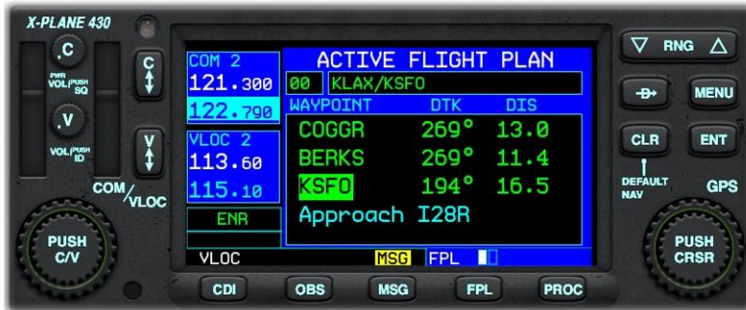 X-PLANE 430
C
PWR
VOL/PUSH
SQ
V
VOL/PUSH
ID
COM/VLOC
PUSH
C/V
C
V
COM 2
121.300
122.790
VLOC 2
113.60
115.10
ENR
VLOC
ACTIVE FLIGHT PLAN
00 KLAX/KSFO
WAYPOINT DTK DIS
COGGR 269° 13.0
BERKS 269° 11.4
KSFO 194° 16.5
Approach I28R
MSG FPL
CDI OBS MSG FPL PROC
RNG
D MENU
CLR ENT
DEFAULT
NAV
GPS
PUSH
CRSR